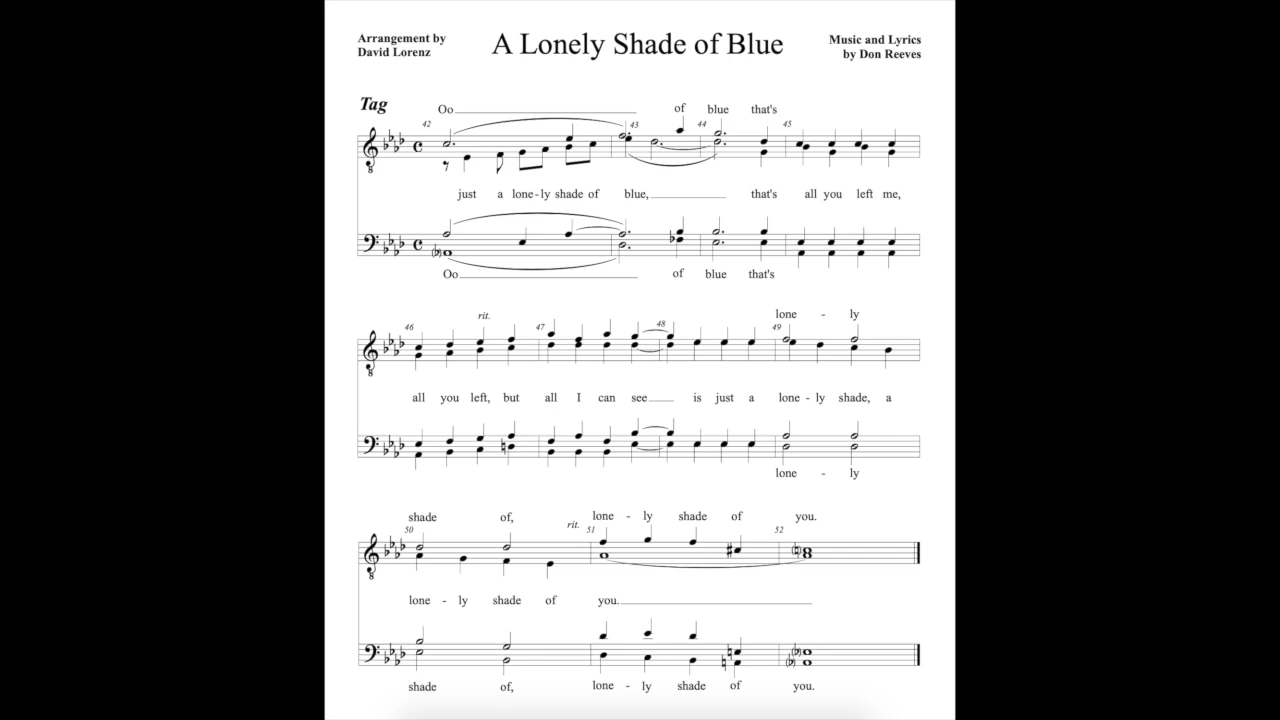 Arrangement by
David Lorenz
A Lonely Shade of Blue
Music and Lyrics
by Don Reeves
Tag
Oo of blue that's
42 43 44 45
8
just a lone - ly shade of blue, that's all you left me,
Oo of blue that's
lone - ly
46 rit. 47 48 49
8
all you left, but all I can see is just a lone - ly shade, a
lone - ly
shade of, lone - ly shade of you.
50 rit. 51 52
8
lone - ly shade of you.
shade of, lone - ly shade of you.